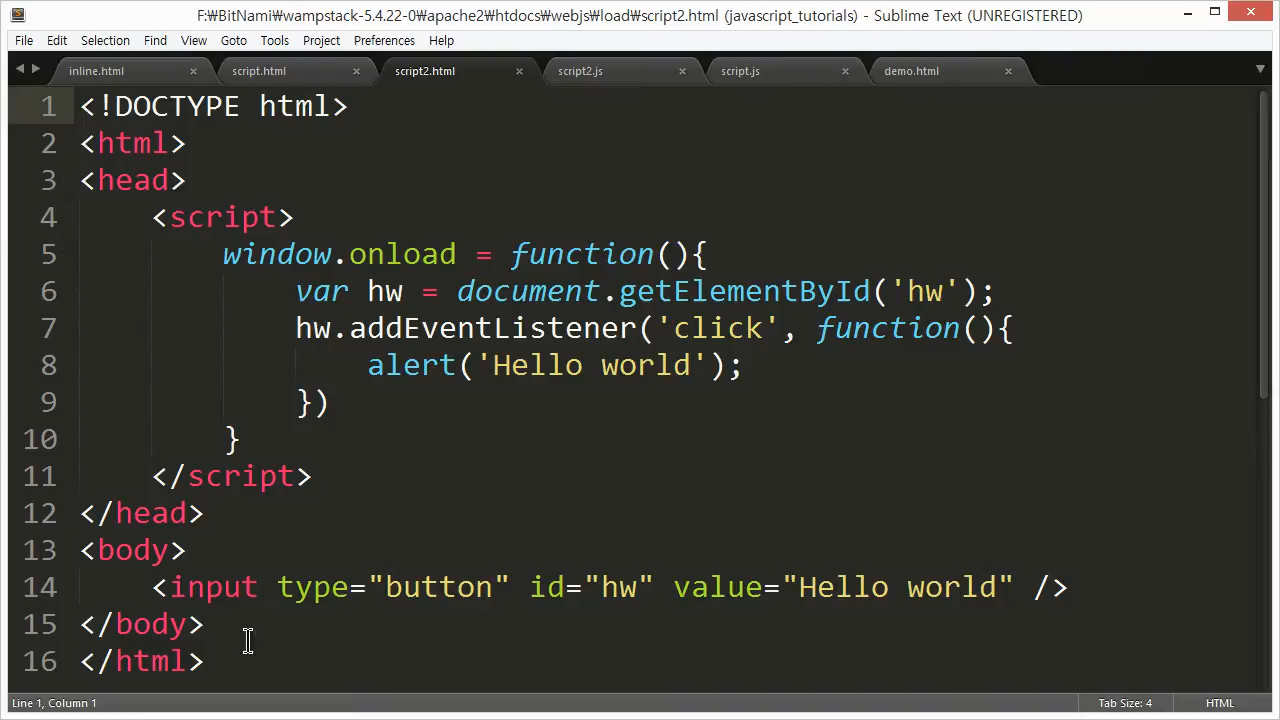 F:₩BitNami₩wampstack-5.4.22-0₩apache2₩htdocs₩webjs₩load₩script2.html (javascript_tutorials) - Sublime Text (UNREGISTERED)
File Edit Selection Find View Goto Tools Project Preferences Help
inline.html script.html script2.html script2.js script.js demo.html
1 <!DOCTYPE html>
2 <html>
3 <head>
4 <script>
5 window.onload = function(){
6 var hw = document.getElementById('hw');
7 hw.addEventListener('click', function(){
8 alert('Hello world');
9 })
10 }
11 </script>
12 </head>
13 <body>
14 <input type="button" id="hw" value="Hello world" />
15 </body>
16 </html>
Line 1, Column 1 Tab Size: 4 HTML